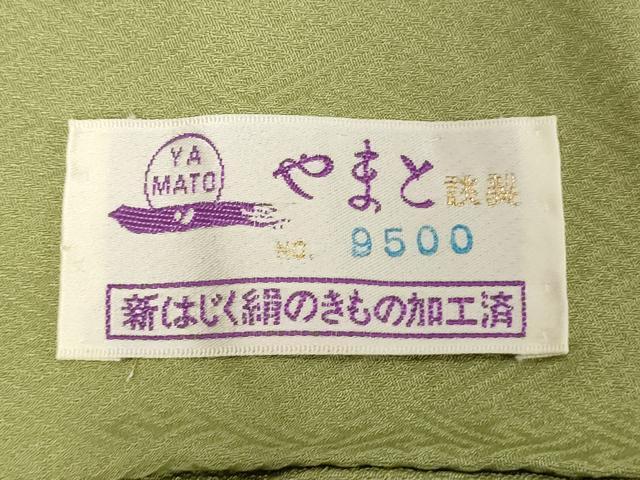 YA
MATO
やまと謹製
NO. 9500
新はじく絹のきもの加工済